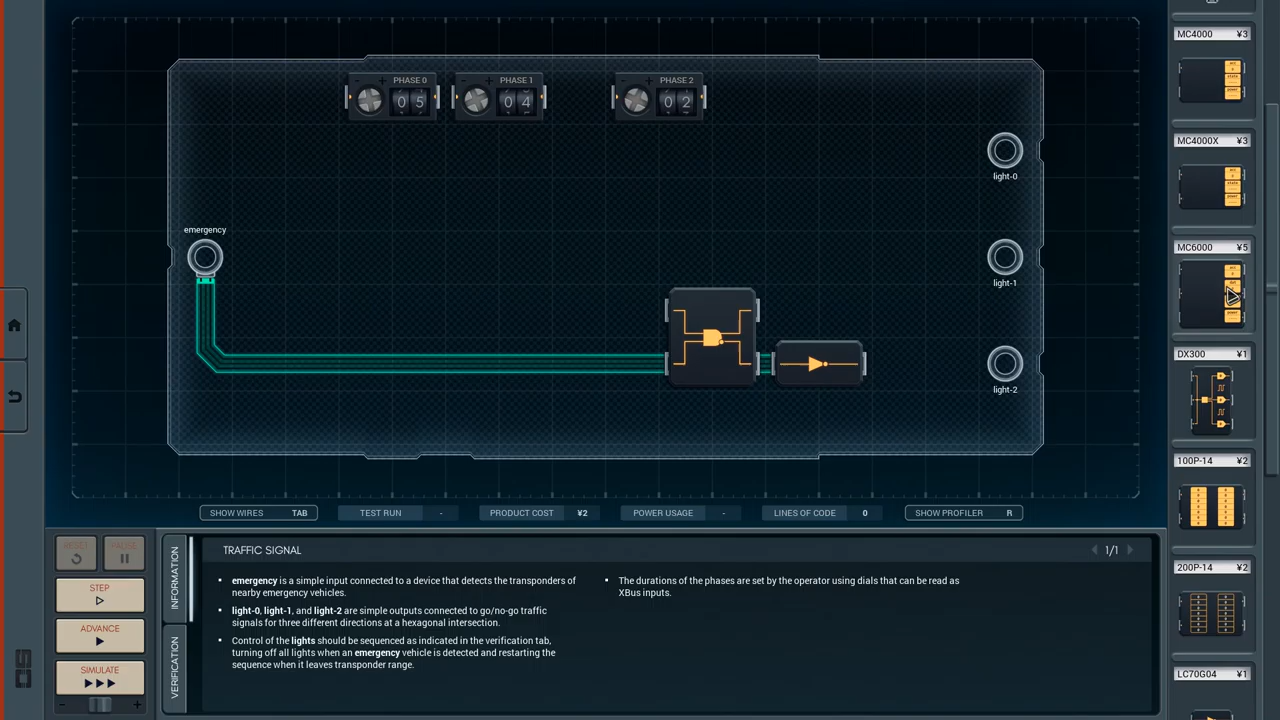 MC4000 ¥3
PHASE 0
PHASE 1
PHASE 2
05
04
02
MC4000X ¥3
light-0
emergency
MC6000 ¥5
light-1
DX300 ¥1
light-2
100P-14 ¥2
SHOW WIRES TAB
TEST RUN -
PRODUCT COST ¥2
POWER USAGE -
LINES OF CODE 0
SHOW PROFILER R
200P-14 ¥2
LC70G04 ¥1
RESET
PAUSE
STEP
ADVANCE
SIMULATE
- +
INFORMATION
VERIFICATION
TRAFFIC SIGNAL
1/1
emergency is a simple input connected to a device that detects the transponders of
nearby emergency vehicles.
light-0, light-1, and light-2 are simple outputs connected to go/no-go traffic
signals for three different directions at a hexagonal intersection.
Control of the lights should be sequenced as indicated in the verification tab,
turning off all lights when an emergency vehicle is detected and restarting the
sequence when it leaves transponder range.
The durations of the phases are set by the operator using dials that can be read as
XBus inputs.